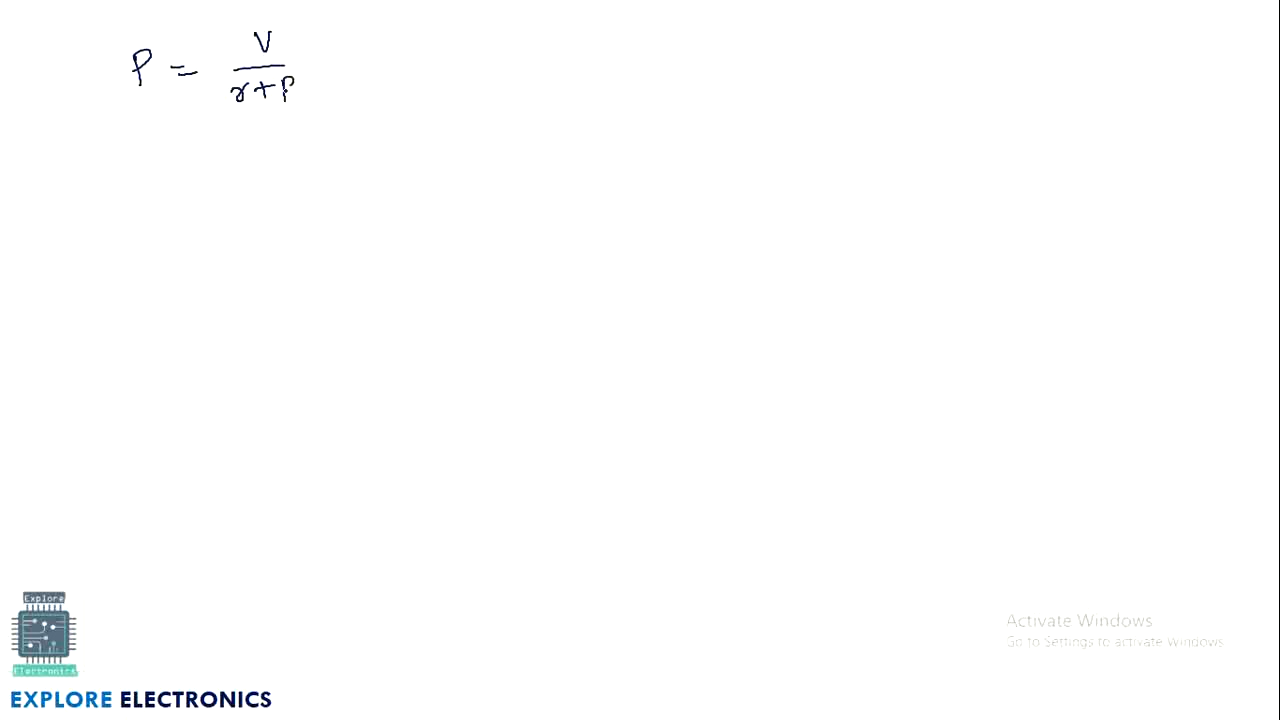 P = V / (r + P)
Explore
Electronics
EXPLORE ELECTRONICS
Activate Windows
Go to Settings to activate Windows